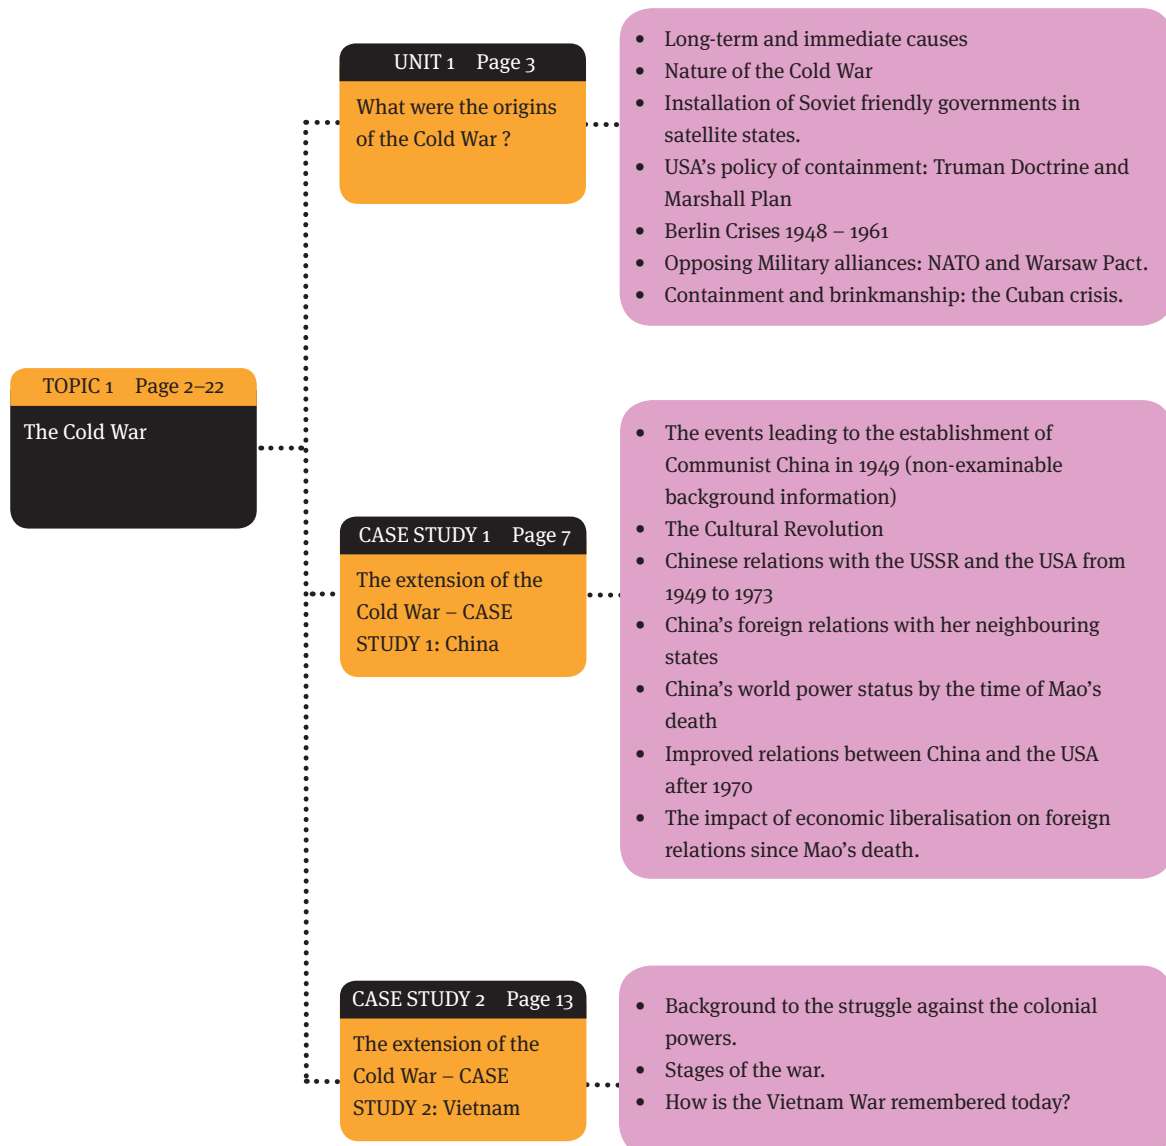 UNIT 1 Page 3
What were the origins
of the Cold War ?
• Long-term and immediate causes
• Nature of the Cold War
• Installation of Soviet friendly governments in
satellite states.
• USA's policy of containment: Truman Doctrine and
Marshall Plan
• Berlin Crises 1948 – 1961
• Opposing Military alliances: NATO and Warsaw Pact.
• Containment and brinkmanship: the Cuban crisis.
TOPIC 1 Page 2–22
The Cold War
CASE STUDY 1 Page 7
The extension of the
Cold War – CASE
STUDY 1: China
• The events leading to the establishment of
Communist China in 1949 (non-examinable
background information)
• The Cultural Revolution
• Chinese relations with the USSR and the USA from
1949 to 1973
• China's foreign relations with her neighbouring
states
• China's world power status by the time of Mao's
death
• Improved relations between China and the USA
after 1970
• The impact of economic liberalisation on foreign
relations since Mao's death.
CASE STUDY 2 Page 13
The extension of the
Cold War – CASE
STUDY 2: Vietnam
• Background to the struggle against the colonial
powers.
• Stages of the war.
• How is the Vietnam War remembered today?